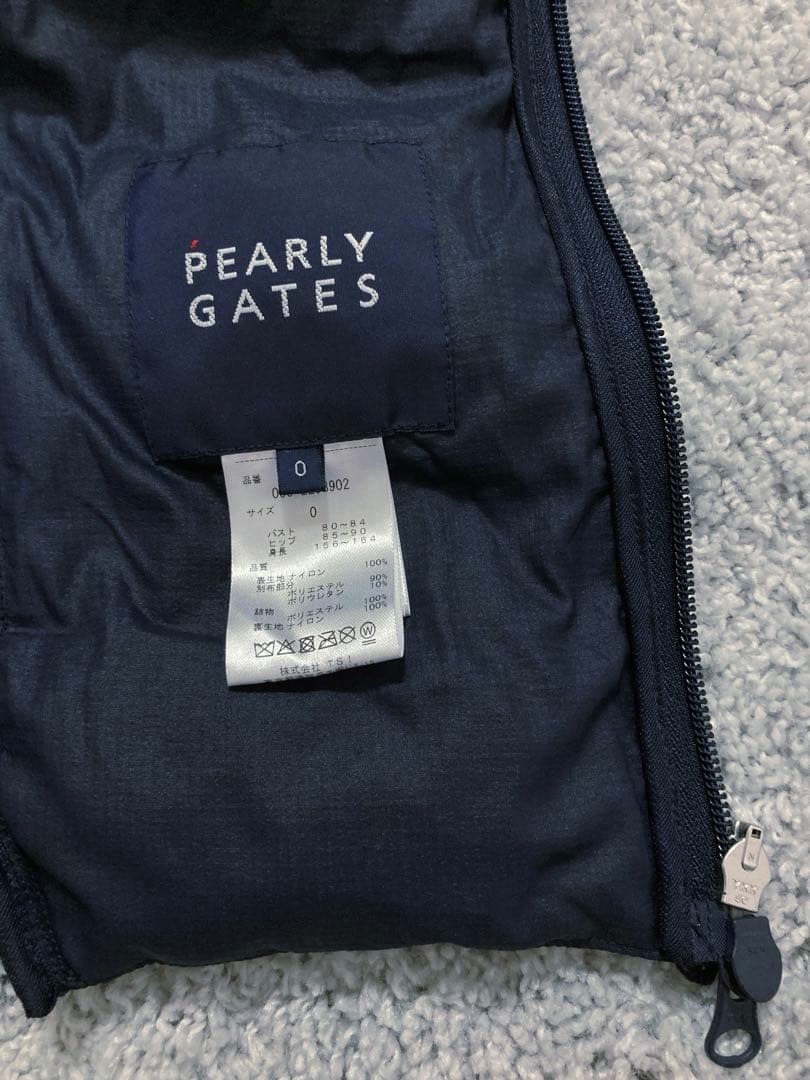 PEARLY
GATES
0
品番
サイズ 0
バスト 80～84
ヒップ 85～90
身長 156～164
品質
表生地 ナイロン 100%
別布部分
ポリエステル 90%
ポリウレタン 10%
詰物 ポリエステル 100%
裏生地 ナイロン 100%
W
株式会社 TSI
YKK